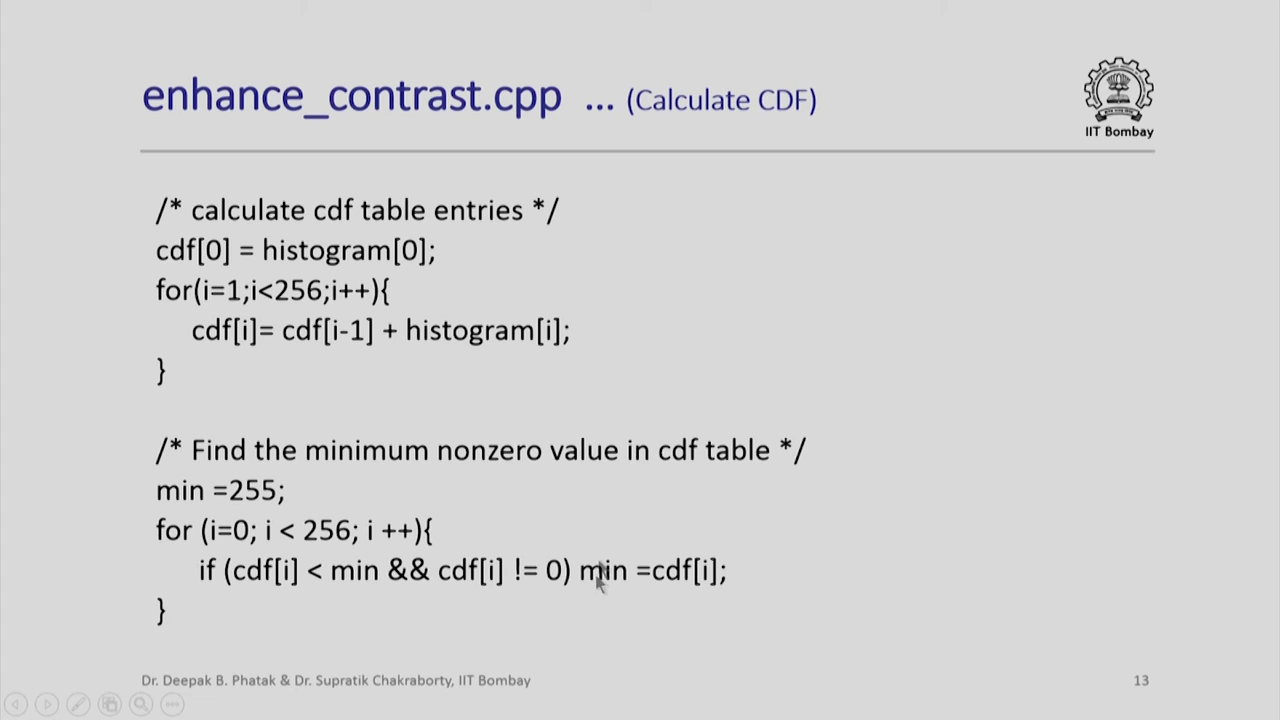 enhance_contrast.cpp ... (Calculate CDF)
IIT Bombay
/* calculate cdf table entries */
cdf[0] = histogram[0];
for(i=1;i<256;i++){
cdf[i]= cdf[i-1] + histogram[i];
}
/* Find the minimum nonzero value in cdf table */
min =255;
for (i=0; i < 256; i ++){
if (cdf[i] < min && cdf[i] != 0) min =cdf[i];
}
Dr. Deepak B. Phatak & Dr. Supratik Chakraborty, IIT Bombay
13